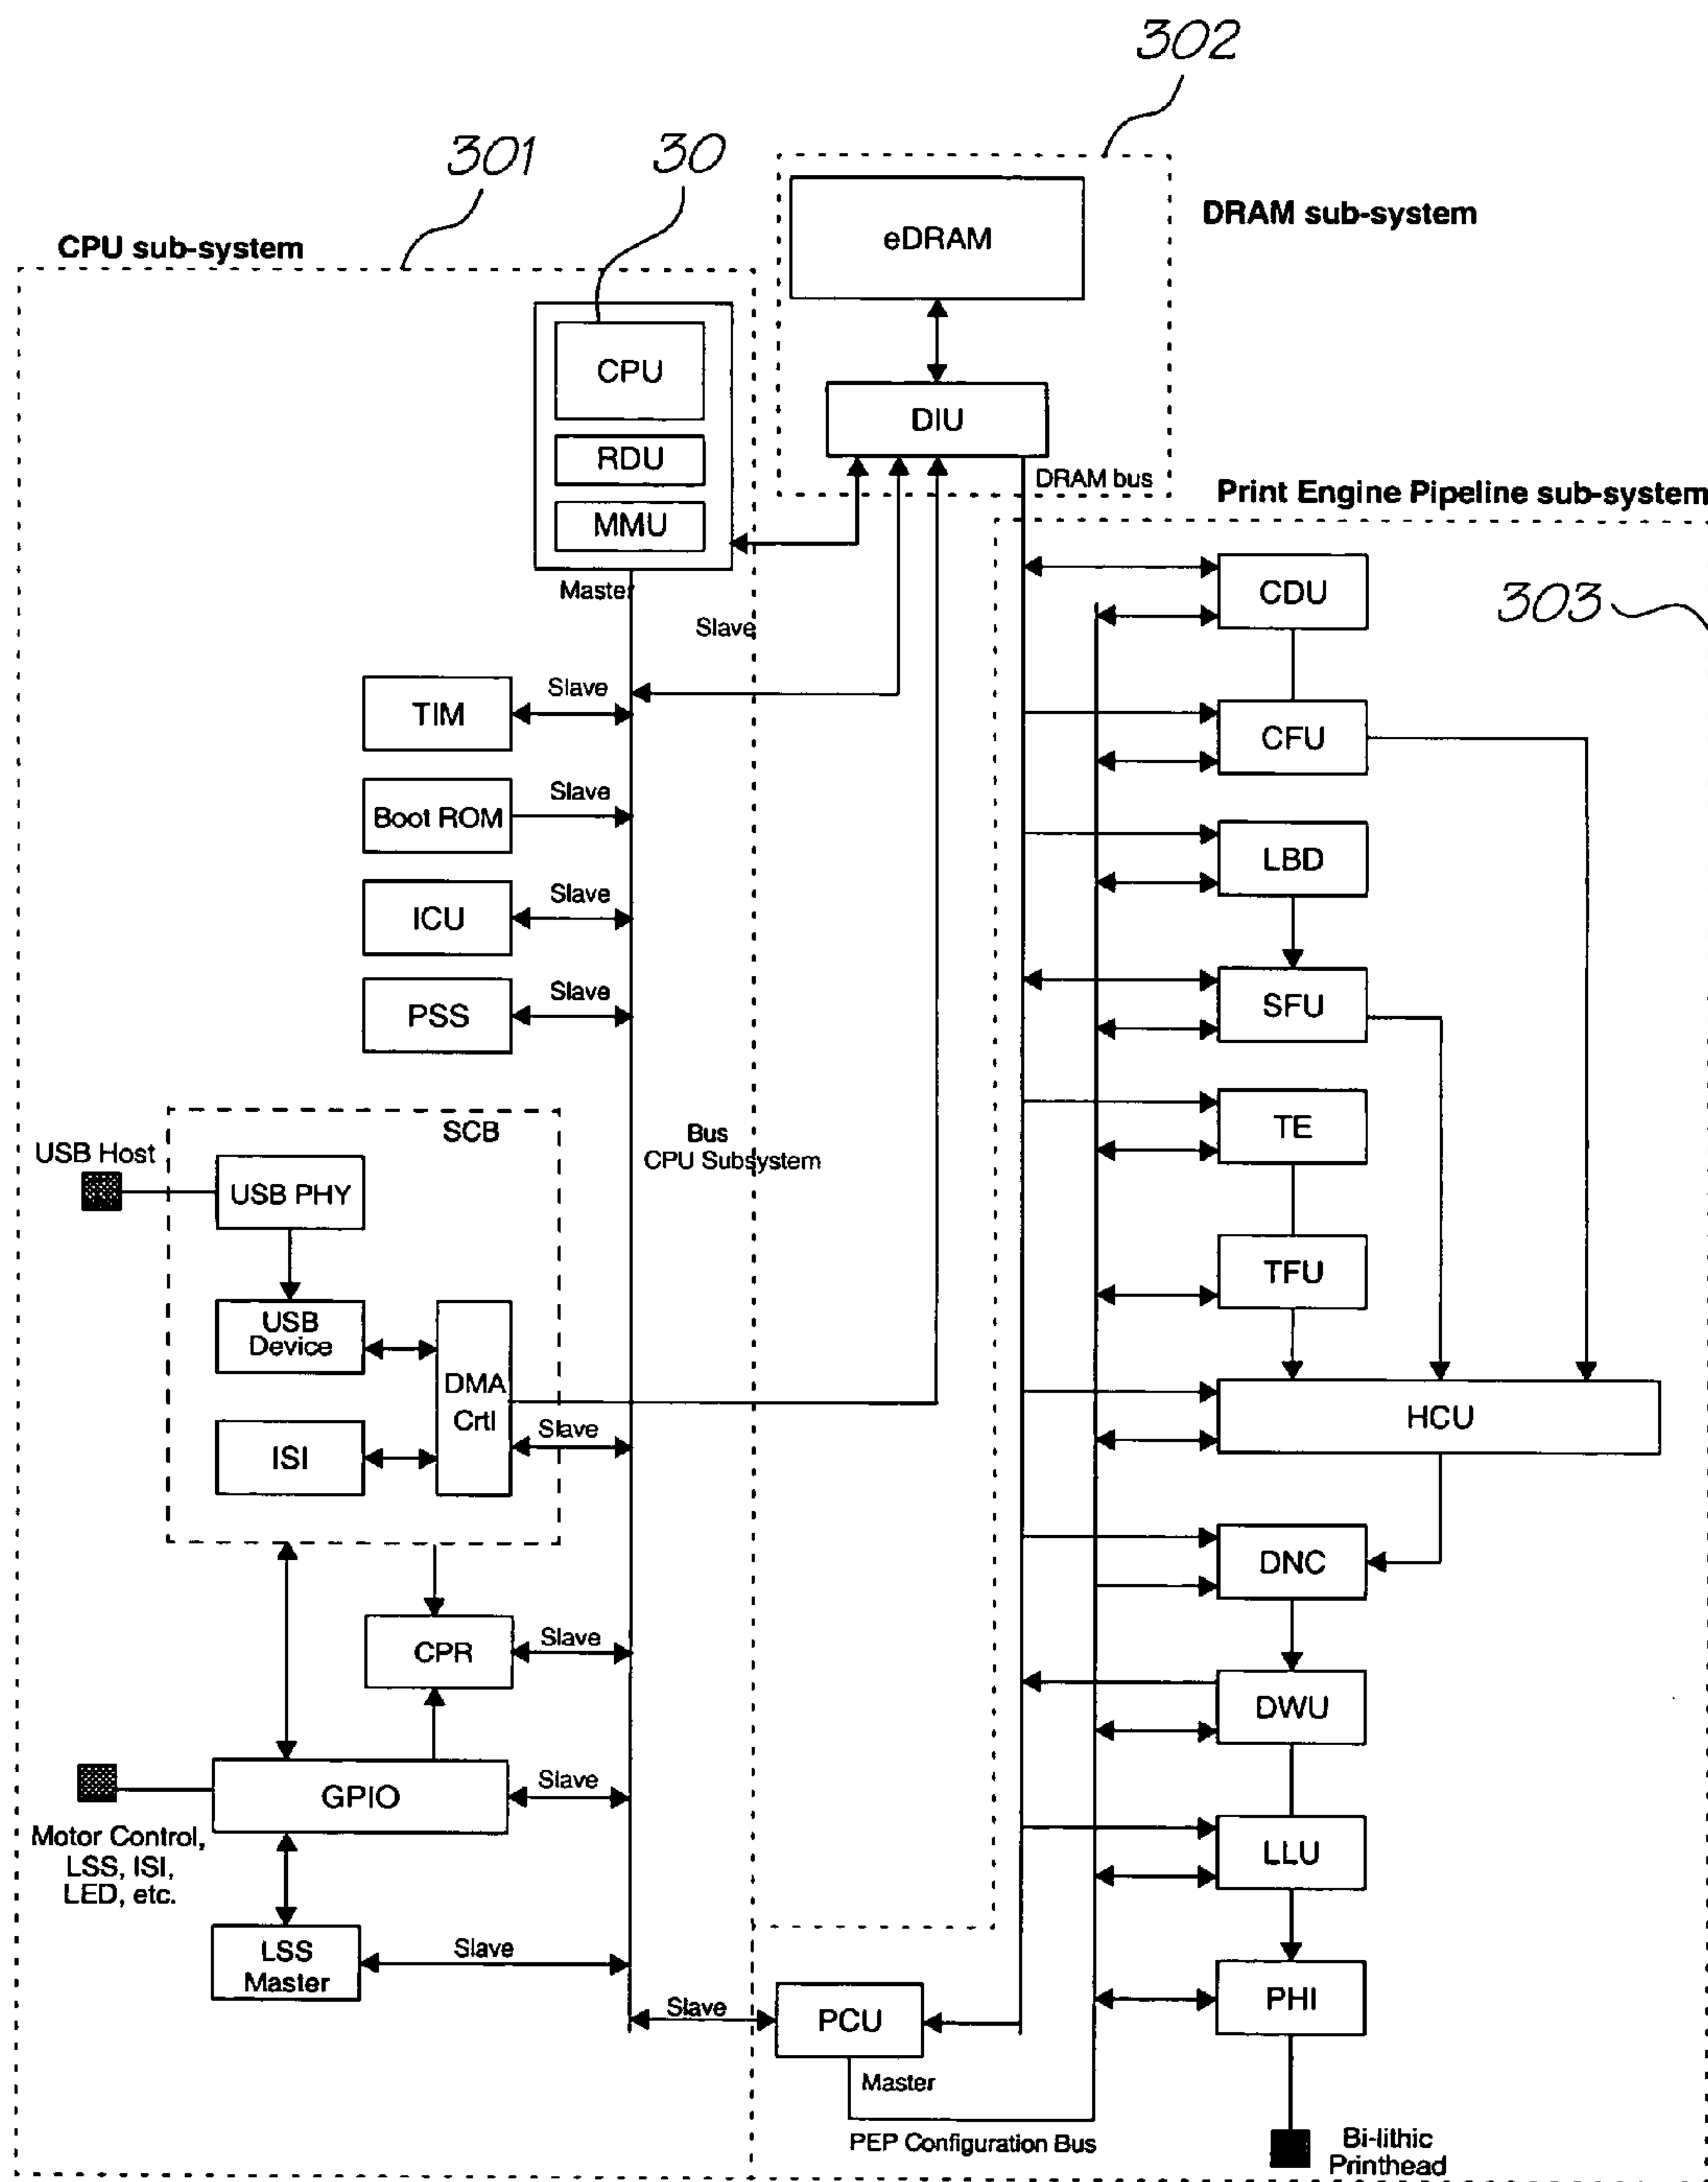 302
301
30
DRAM sub-system
CPU sub-system
eDRAM
CPU
DIU
RDU
DRAM bus
Print Engine Pipeline sub-system
MMU
Master
CDU
303
Slave
Slave
TIM
CFU
Slave
Boot ROM
LBD
Slave
ICU
Slave
PSS
SFU
SCB
TE
USB Host
Bus
CPU Subsystem
USB PHY
TFU
USB
Device
DMA
Crtl
HCU
Slave
ISI
DNC
Slave
CPR
DWU
Slave
GPIO
Motor Control,
LSS, ISI,
LED, etc.
LLU
LSS
Master
Slave
PHI
Slave
PCU
Master
PEP Configuration Bus
Bi-lithic
Printhead